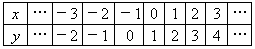 x … −3 −2 −1 0 1 2 3 …
y … −2 −1 0 1 2 3 4 …